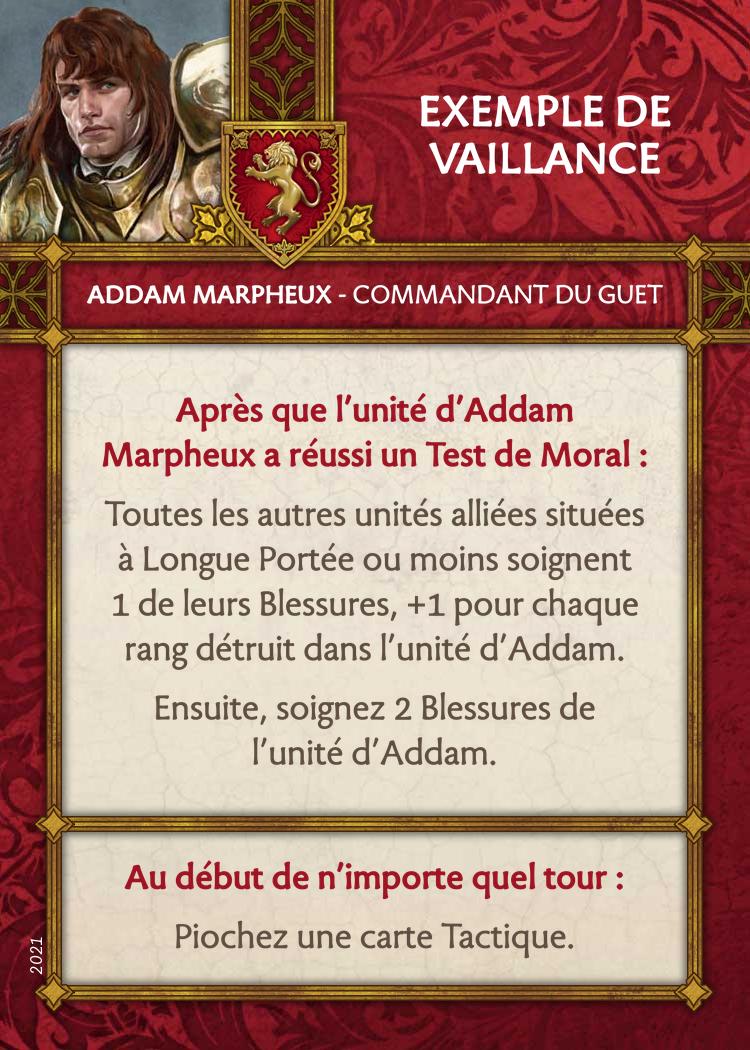 EXEMPLE DE
VAILLANCE
ADDAM MARPHEUX - COMMANDANT DU GUET
Après que l'unité d'Addam
Marpheux a réussi un Test de Moral :
Toutes les autres unités alliées situées
à Longue Portée ou moins soignent
1 de leurs Blessures, +1 pour chaque
rang détruit dans l'unité d'Addam.
Ensuite, soignez 2 Blessures de
l'unité d'Addam.
Au début de n'importe quel tour :
Piochez une carte Tactique.
2021